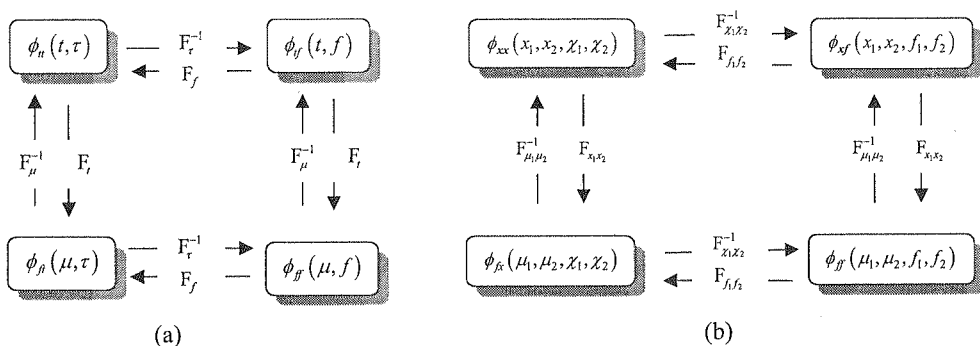 ϕ_tt (t, τ) F_τ^{-1} F_f ϕ_tf (t, f)
F_μ^{-1} F_t F_μ^{-1} F_t
ϕ_ft (μ, τ) F_τ^{-1} F_f ϕ_ff (μ, f)
(a)
ϕ_xx (x_1, x_2, χ_1, χ_2) F_{χ_1χ_2}^{-1} F_{f_1f_2} ϕ_xf (x_1, x_2, f_1, f_2)
F_{μ_1μ_2}^{-1} F_{x_1x_2} F_{μ_1μ_2}^{-1} F_{x_1x_2}
ϕ_fx (μ_1, μ_2, χ_1, χ_2) F_{χ_1χ_2}^{-1} F_{f_1f_2} ϕ_ff (μ_1, μ_2, f_1, f_2)
(b)